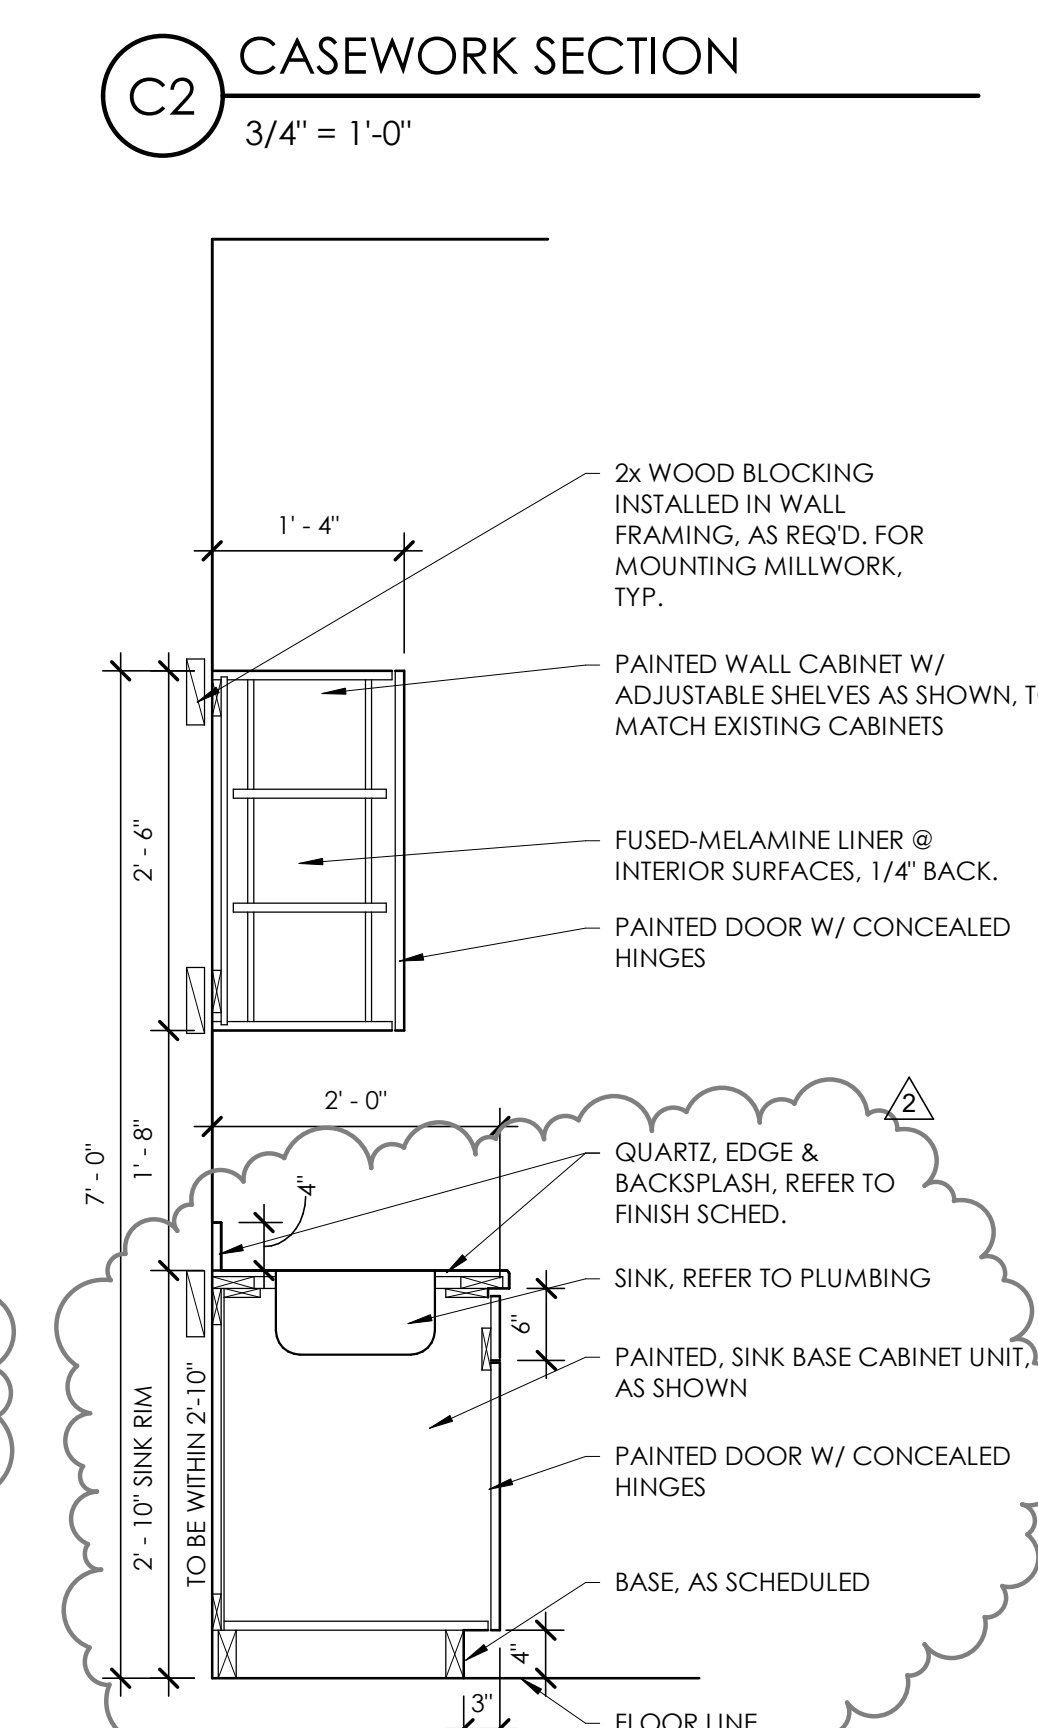 C2
CASEWORK SECTION
3/4" = 1'-0"
2x WOOD BLOCKING
INSTALLED IN WALL
FRAMING, AS REQ'D. FOR
MOUNTING MILLWORK,
TYP.
1' - 4"
PAINTED WALL CABINET W/
ADJUSTABLE SHELVES AS SHOWN,
MATCH EXISTING CABINETS
2' - 6"
FUSED-MELAMINE LINER @
INTERIOR SURFACES, 1/4" BACK.
PAINTED DOOR W/ CONCEALED
HINGES
2' - 0"
2
7' - 0"
1' - 8"
4"
QUARTZ, EDGE &
BACKSPLASH, REFER TO
FINISH SCHED.
SINK, REFER TO PLUMBING
6"
PAINTED, SINK BASE CABINET UNIT,
AS SHOWN
2' - 10" SINK RIM
TO BE WITHIN 2'-10"
PAINTED DOOR W/ CONCEALED
HINGES
BASE, AS SCHEDULED
4"
3"
FLOOR LINE